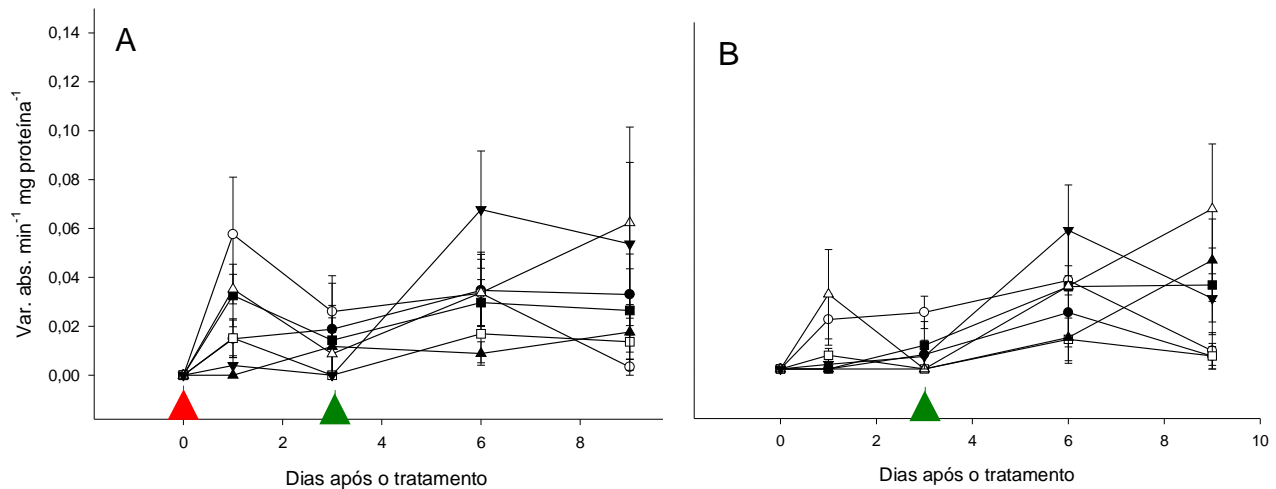 A
B
0,14
0,12
0,10
0,08
0,06
0,04
0,02
0,00
Var. abs. min⁻¹ mg proteína⁻¹
0 2 4 6 8
Dias após o tratamento
0 2 4 6 8 10
Dias após o tratamento